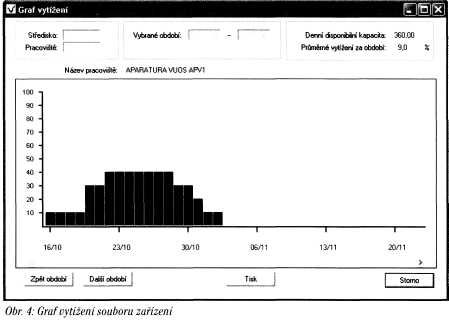 Graf vytížení
Středisko:
Pracoviště:
Vybrané období: -
Denní disponibilní kapacita: 360,00
Průměrné vytížení za období: 9,0 %
Název pracoviště: APARATURA VUOS APV1
100
90
80
70
60
50
40
30
20
10
16/10 23/10 30/10 06/11 13/11 20/11
>
Zpět období Další období Tisk Storno
Obr. 4: Graf vytížení souboru zařízení